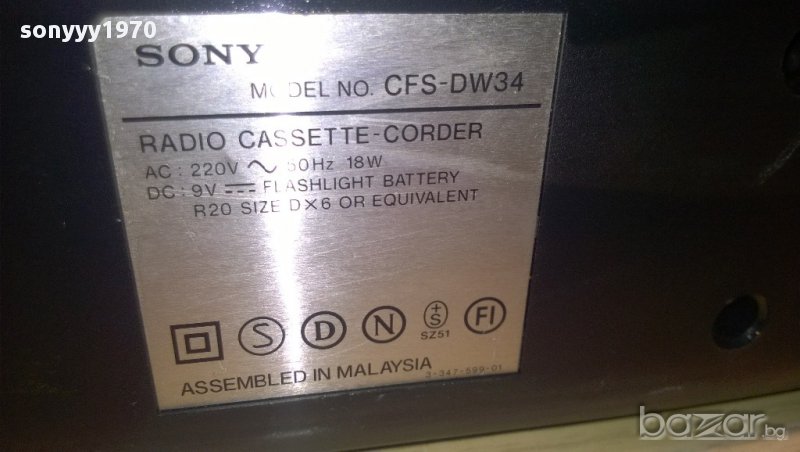 sonyyy1970
SONY
MODEL NO. CFS-DW34
RADIO CASSETTE-CORDER
AC : 220V ~ 50Hz 18W
DC : 9V ⎓ FLASHLIGHT BATTERY
R20 SIZE D×6 OR EQUIVALENT
S D N +S FI
SZ51
ASSEMBLED IN MALAYSIA
3-347-599-01
bazar.bg